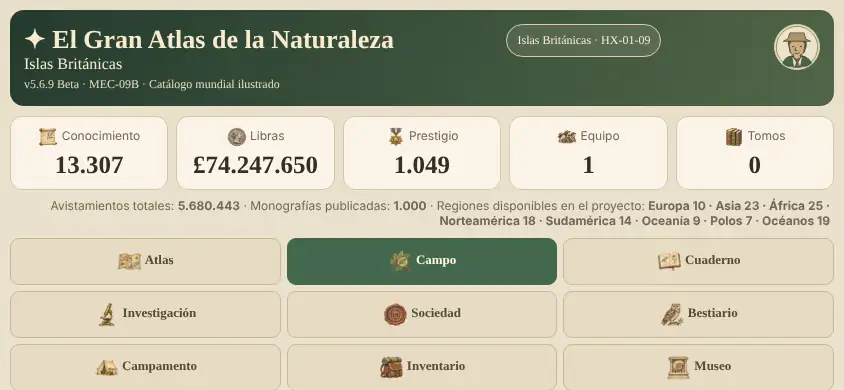 ✦ El Gran Atlas de la Naturaleza
Islas Británicas
v5.6.9 Beta · MEC-09B · Catálogo mundial ilustrado
Islas Británicas · HX-01-09
Conocimiento
13.307
Libras
£74.247.650
Prestigio
1.049
Equipo
1
Tomos
0
Avistamientos totales: 5.680.443 · Monografías publicadas: 1.000 · Regiones disponibles en el proyecto: Europa 10 · Asia 23 · África 25 ·
Norteamérica 18 · Sudamérica 14 · Oceanía 9 · Polos 7 · Océanos 19
Atlas
Campo
Cuaderno
Investigación
Sociedad
Bestiario
Campamento
Inventario
Museo